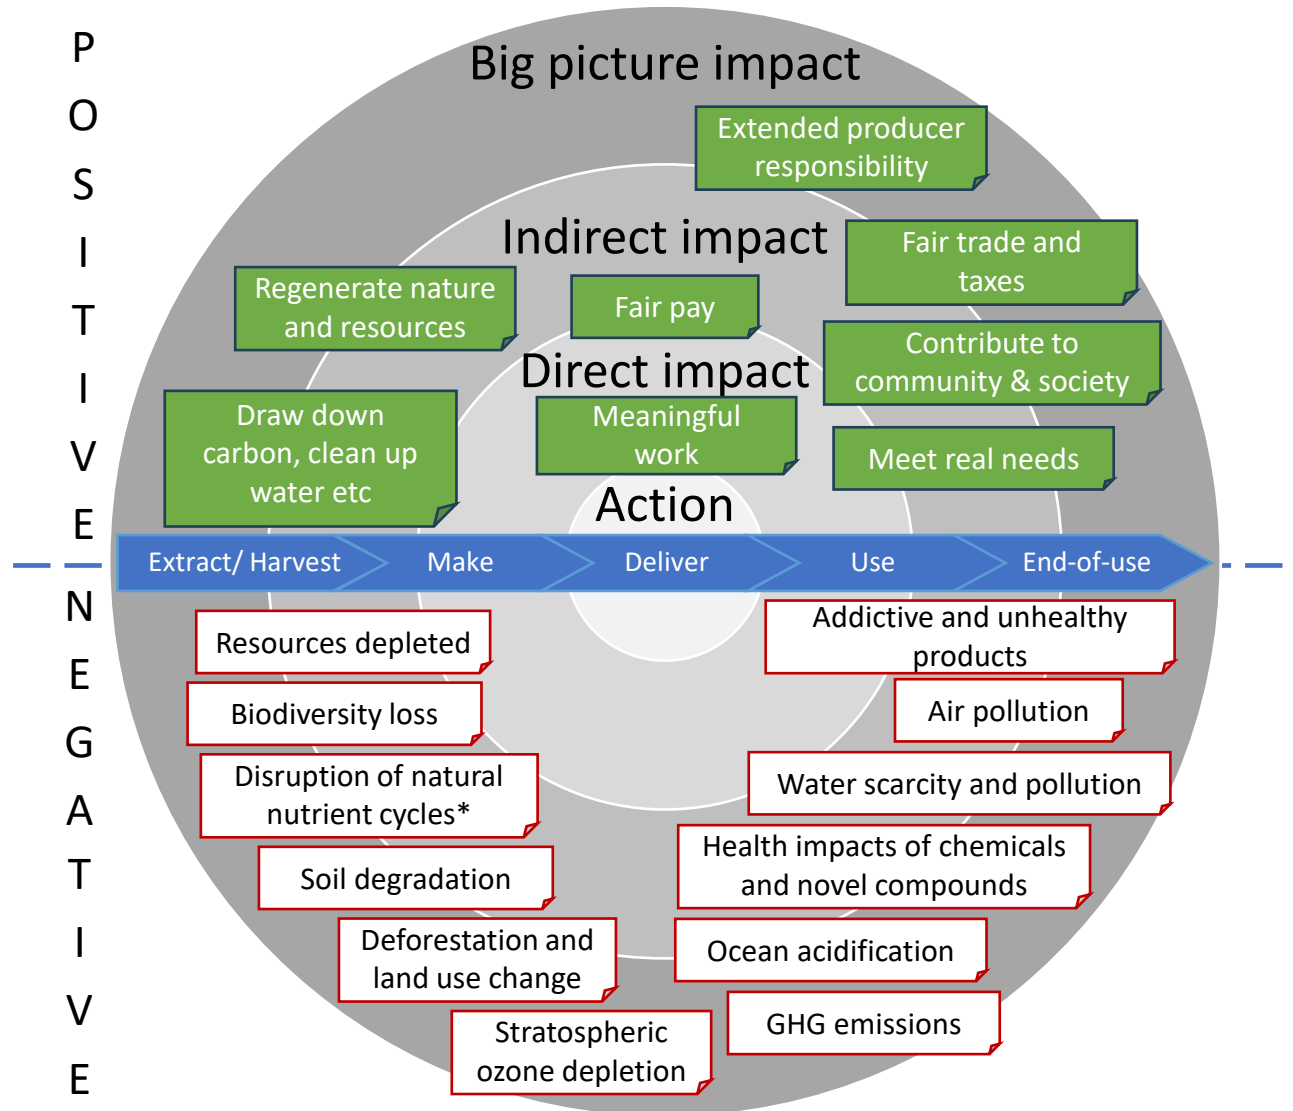 POSITIVE
NEGATIVE
Big picture impact
Extended producer
responsibility
Indirect impact
Fair trade and
taxes
Regenerate nature
and resources
Fair pay
Contribute to
community & society
Direct impact
Draw down
carbon, clean up
water etc
Meaningful
work
Meet real needs
Action
Extract/ Harvest
Make
Deliver
Use
End-of-use
Resources depleted
Addictive and unhealthy
products
Biodiversity loss
Air pollution
Disruption of natural
nutrient cycles*
Water scarcity and pollution
Soil degradation
Health impacts of chemicals
and novel compounds
Deforestation and
land use change
Ocean acidification
Stratospheric
ozone depletion
GHG emissions